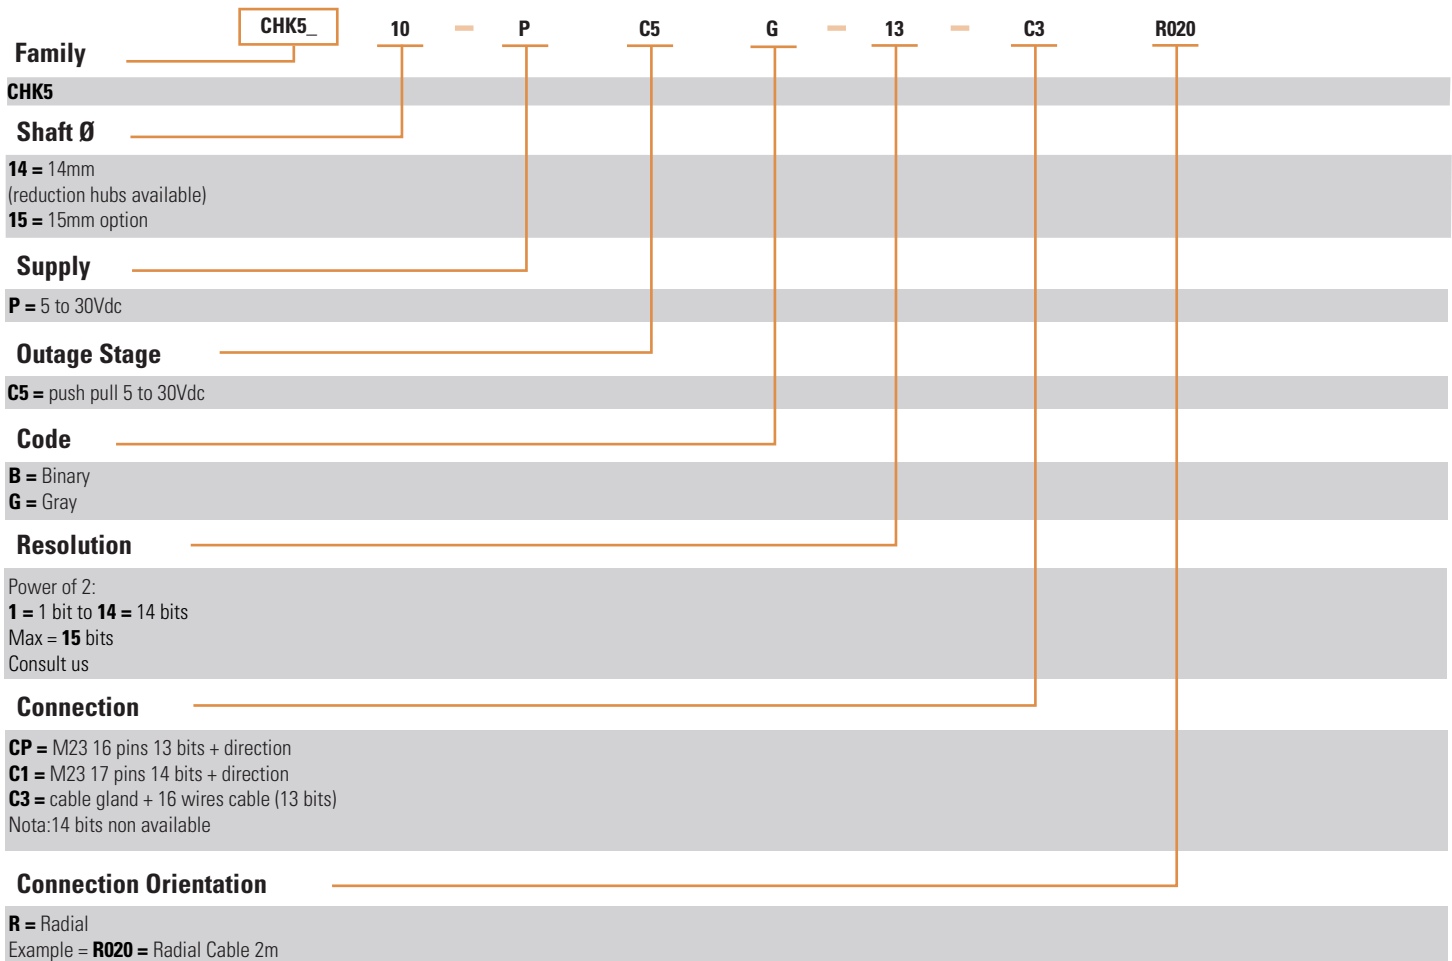 CHK5_ 10 – P C5 G – 13 – C3 R020
Family
CHK5
Shaft Ø
14 = 14mm
(reduction hubs available)
15 = 15mm option
Supply
P = 5 to 30Vdc
Outage Stage
C5 = push pull 5 to 30Vdc
Code
B = Binary
G = Gray
Resolution
Power of 2:
1 = 1 bit to 14 = 14 bits
Max = 15 bits
Consult us
Connection
CP = M23 16 pins 13 bits + direction
C1 = M23 17 pins 14 bits + direction
C3 = cable gland + 16 wires cable (13 bits)
Nota:14 bits non available
Connection Orientation
R = Radial
Example = R020 = Radial Cable 2m